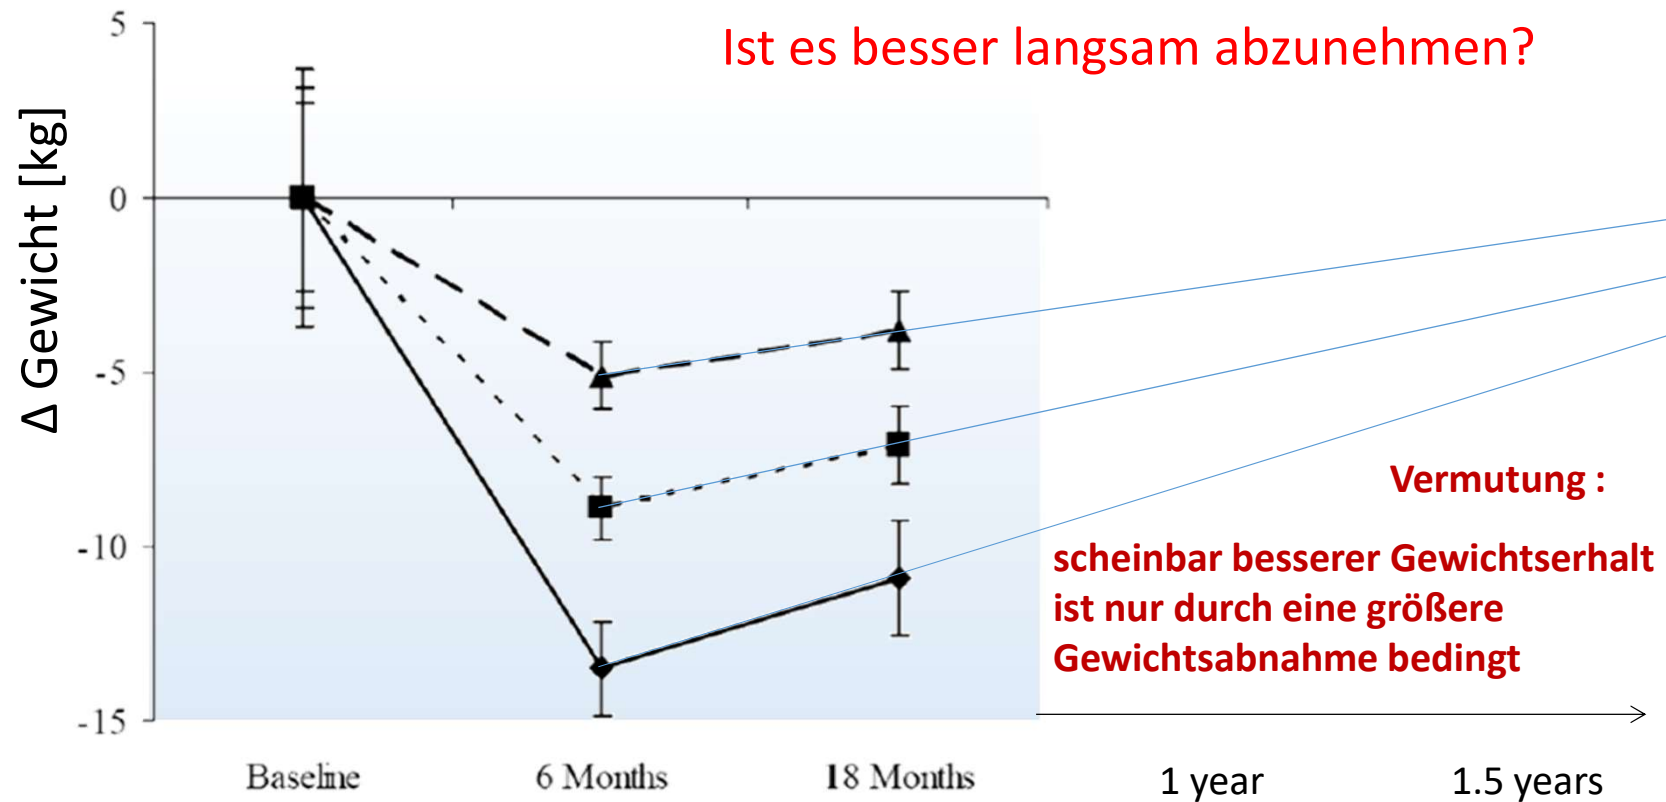 Ist es besser langsam abzunehmen?
Δ Gewicht [kg]
5
0
-5
-10
-15
Vermutung :
scheinbar besserer Gewichtserhalt
ist nur durch eine größere
Gewichtsabnahme bedingt
Baseline
6 Months
18 Months
1 year
1.5 years